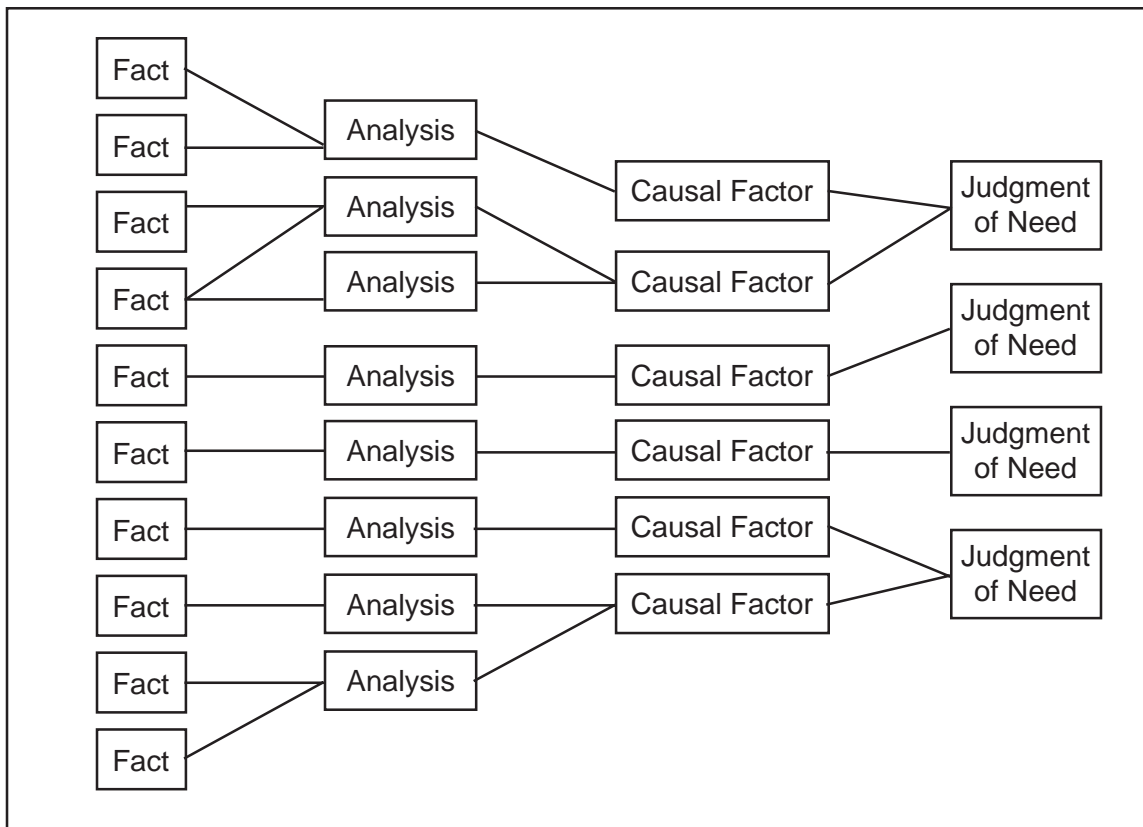 Fact
Fact
Fact
Fact
Fact
Fact
Fact
Fact
Fact
Fact
Analysis
Analysis
Analysis
Analysis
Analysis
Analysis
Analysis
Analysis
Causal Factor
Causal Factor
Causal Factor
Causal Factor
Causal Factor
Causal Factor
Judgment
of Need
Judgment
of Need
Judgment
of Need
Judgment
of Need